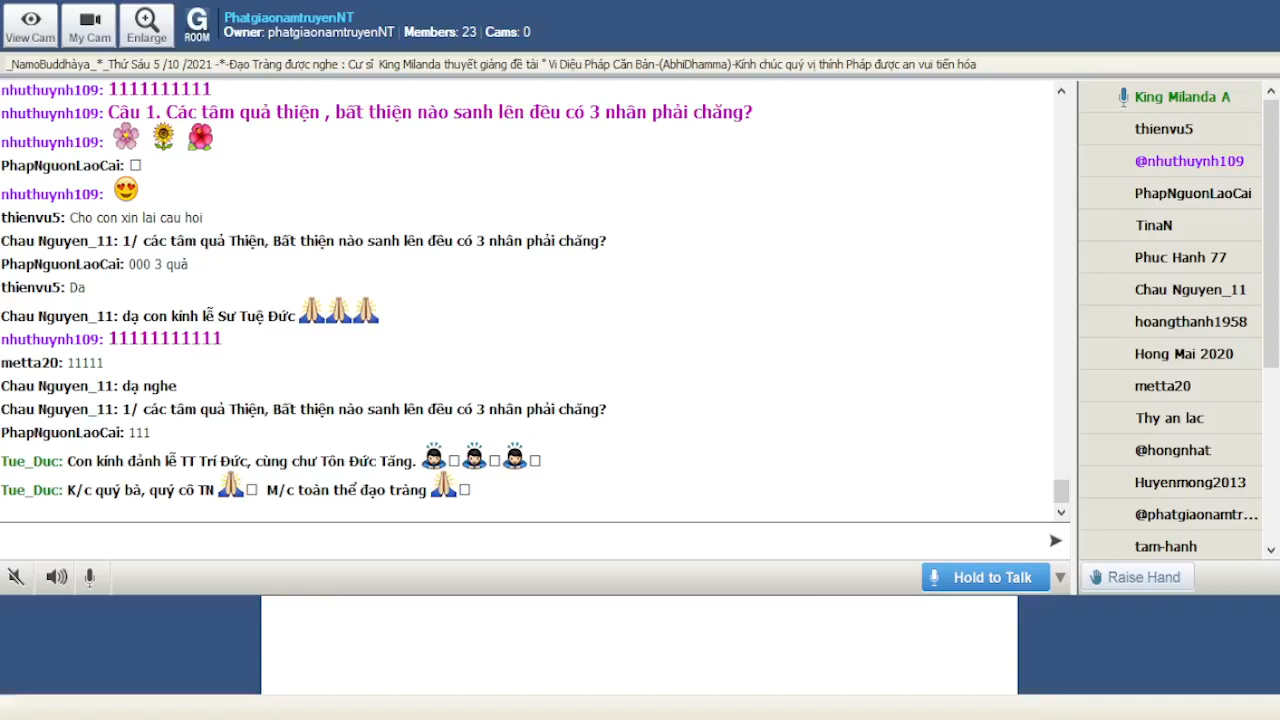 View Cam
My Cam
Enlarge
G
ROOM
PhatgiaonamtruyenNT
Owner: phatgiaonamtruyenNT | Members: 23 | Cams: 0
_NamoBuddhàya_*_Thứ Sáu 5 /10 /2021 -*-Đạo Tràng được nghe : Cư sĩ King Milanda thuyết giảng đề tài " Vi Diệu Pháp Căn Bản-(AbhiDhamma)-Kính chúc quý vị thính Pháp được an vui tiến hóa
nhuthuynh109: 1111111111
nhuthuynh109: Câu 1. Các tâm quả thiện , bất thiện nào sanh lên đều có 3 nhân phải chăng?
nhuthuynh109:
PhapNguonLaoCai:
nhuthuynh109:
thienvu5: Cho con xin lai cau hoi
Chau Nguyen_11: 1/ các tâm quả Thiện, Bất thiện nào sanh lên đều có 3 nhân phải chăng?
PhapNguonLaoCai: 000 3 quả
thienvu5: Da
Chau Nguyen_11: dạ con kính lễ Sư Tuệ Đức
nhuthuynh109: 11111111111
metta20: 11111
Chau Nguyen_11: dạ nghe
Chau Nguyen_11: 1/ các tâm quả Thiện, Bất thiện nào sanh lên đều có 3 nhân phải chăng?
PhapNguonLaoCai: 111
Tue_Duc: Con kính đảnh lễ TT Trí Đức, cùng chư Tôn Đức Tăng.
Tue_Duc: K/c quý bà, quý cô TN M/c toàn thể đạo tràng
King Milanda A
thienvu5
@nhuthuynh109
PhapNguonLaoCai
TinaN
Phuc Hanh 77
Chau Nguyen_11
hoangthanh1958
Hong Mai 2020
metta20
Thy an lac
@hongnhat
Huyenmong2013
@phatgiaonamtr...
tam-hanh
Hold to Talk
Raise Hand